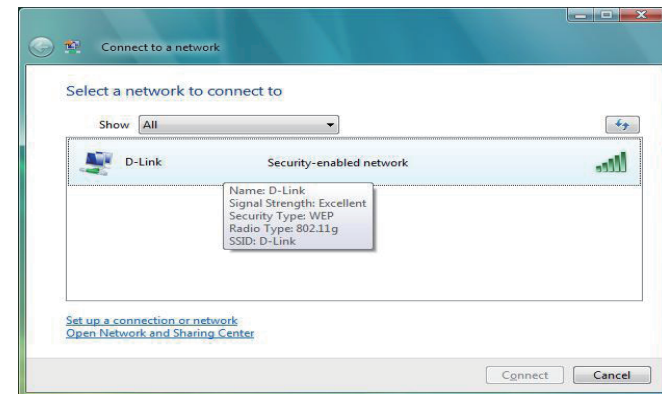 Connect to a network
Select a network to connect to
Show All
D-Link Security-enabled network
Name: D-Link
Signal Strength: Excellent
Security Type: WEP
Radio Type: 802.11g
SSID: D-Link
Set up a connection or network
Open Network and Sharing Center
Connect Cancel